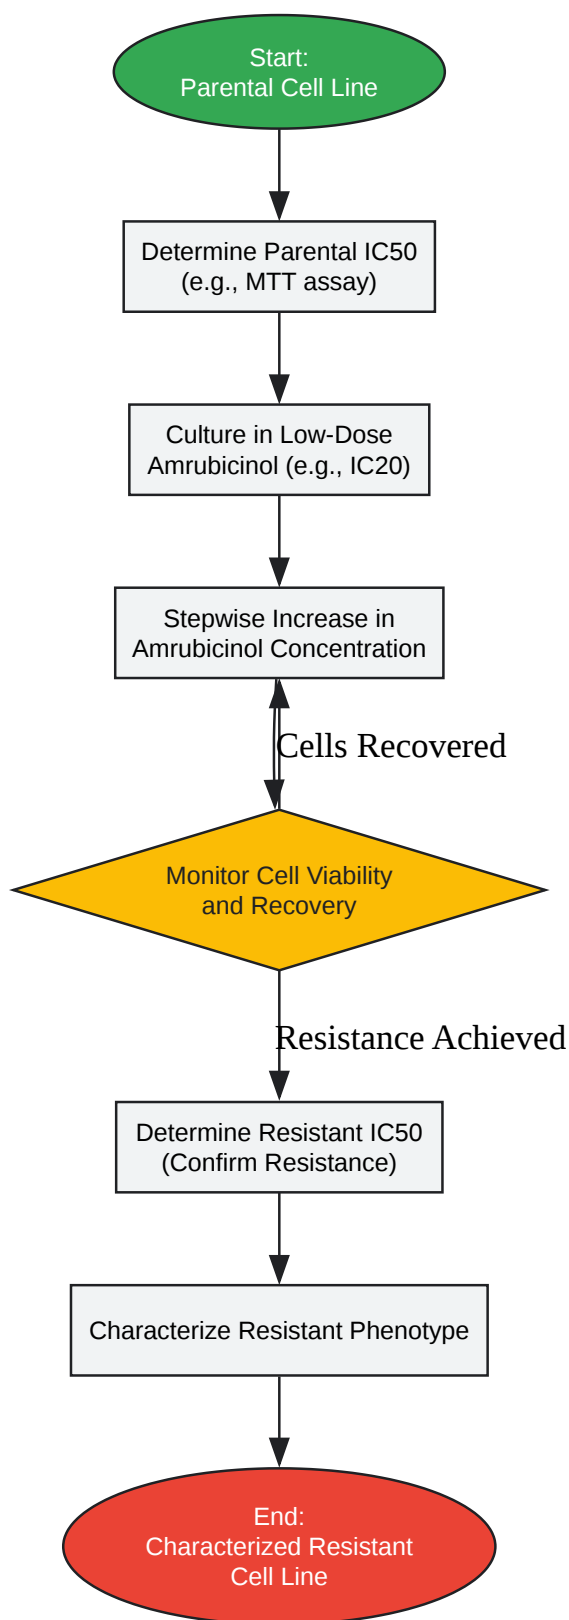 Start:
Parental Cell Line
Determine Parental IC50
(e.g., MTT assay)
Culture in Low-Dose
Amrubicinol (e.g., IC20)
Stepwise Increase in
Amrubicinol Concentration
Cells Recovered
Monitor Cell Viability
and Recovery
Resistance Achieved
Determine Resistant IC50
(Confirm Resistance)
Characterize Resistant Phenotype
End:
Characterized Resistant
Cell Line